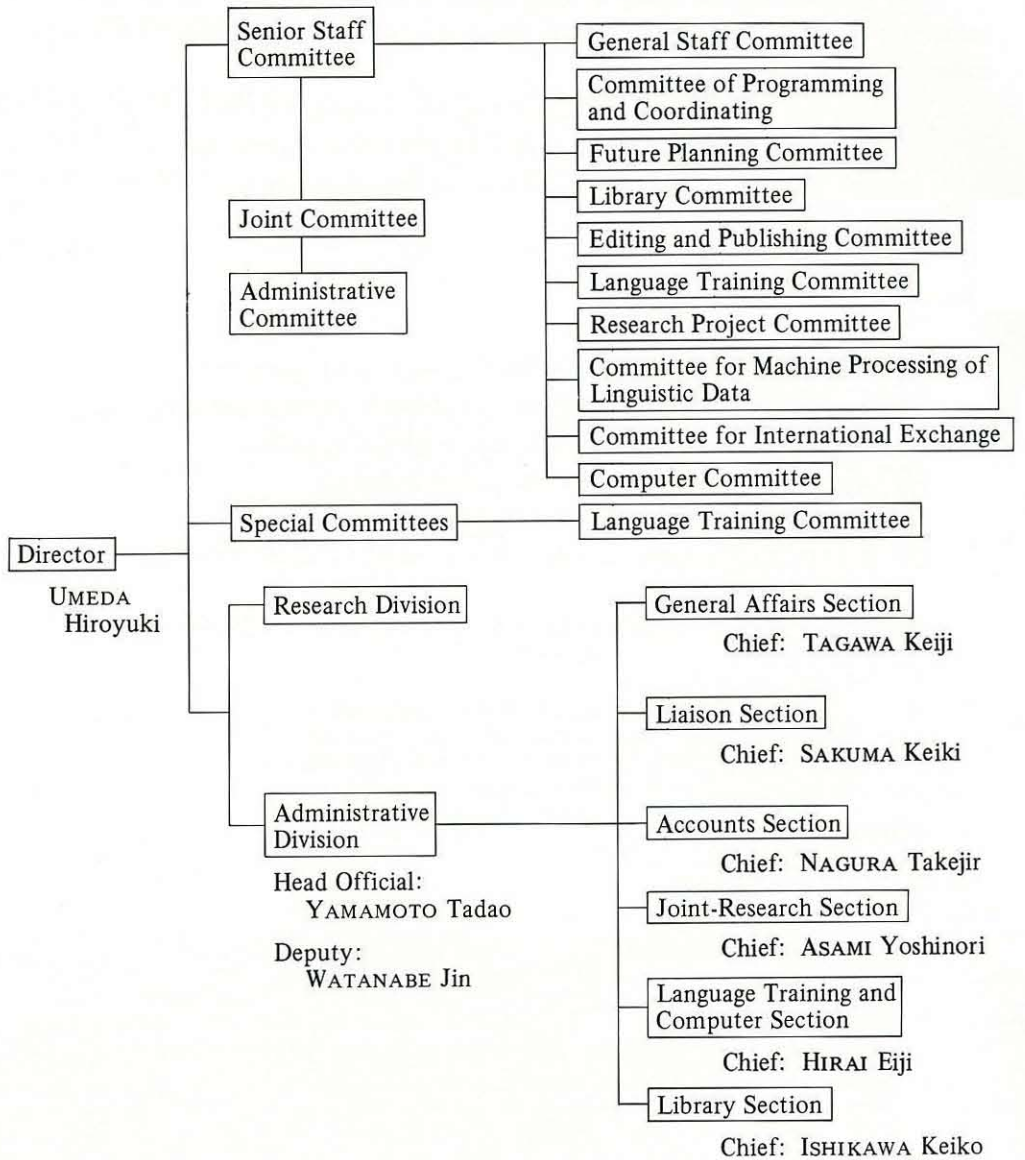 Senior Staff
Committee
General Staff Committee
Committee of Programming
and Coordinating
Future Planning Committee
Library Committee
Joint Committee
Editing and Publishing Committee
Administrative
Committee
Language Training Committee
Research Project Committee
Committee for Machine Processing of
Linguistic Data
Committee for International Exchange
Computer Committee
Special Committees
Language Training Committee
Director
UMEDA
Hiroyuki
Research Division
General Affairs Section
Chief: TAGAWA Keiji
Liaison Section
Chief: SAKUMA Keiki
Administrative
Division
Head Official:
YAMAMOTO Tadao
Deputy:
WATANABE Jin
Accounts Section
Chief: NAGURA Takejir
Joint-Research Section
Chief: ASAMI Yoshinori
Language Training and
Computer Section
Chief: HIRAI Eiji
Library Section
Chief: ISHIKAWA Keiko